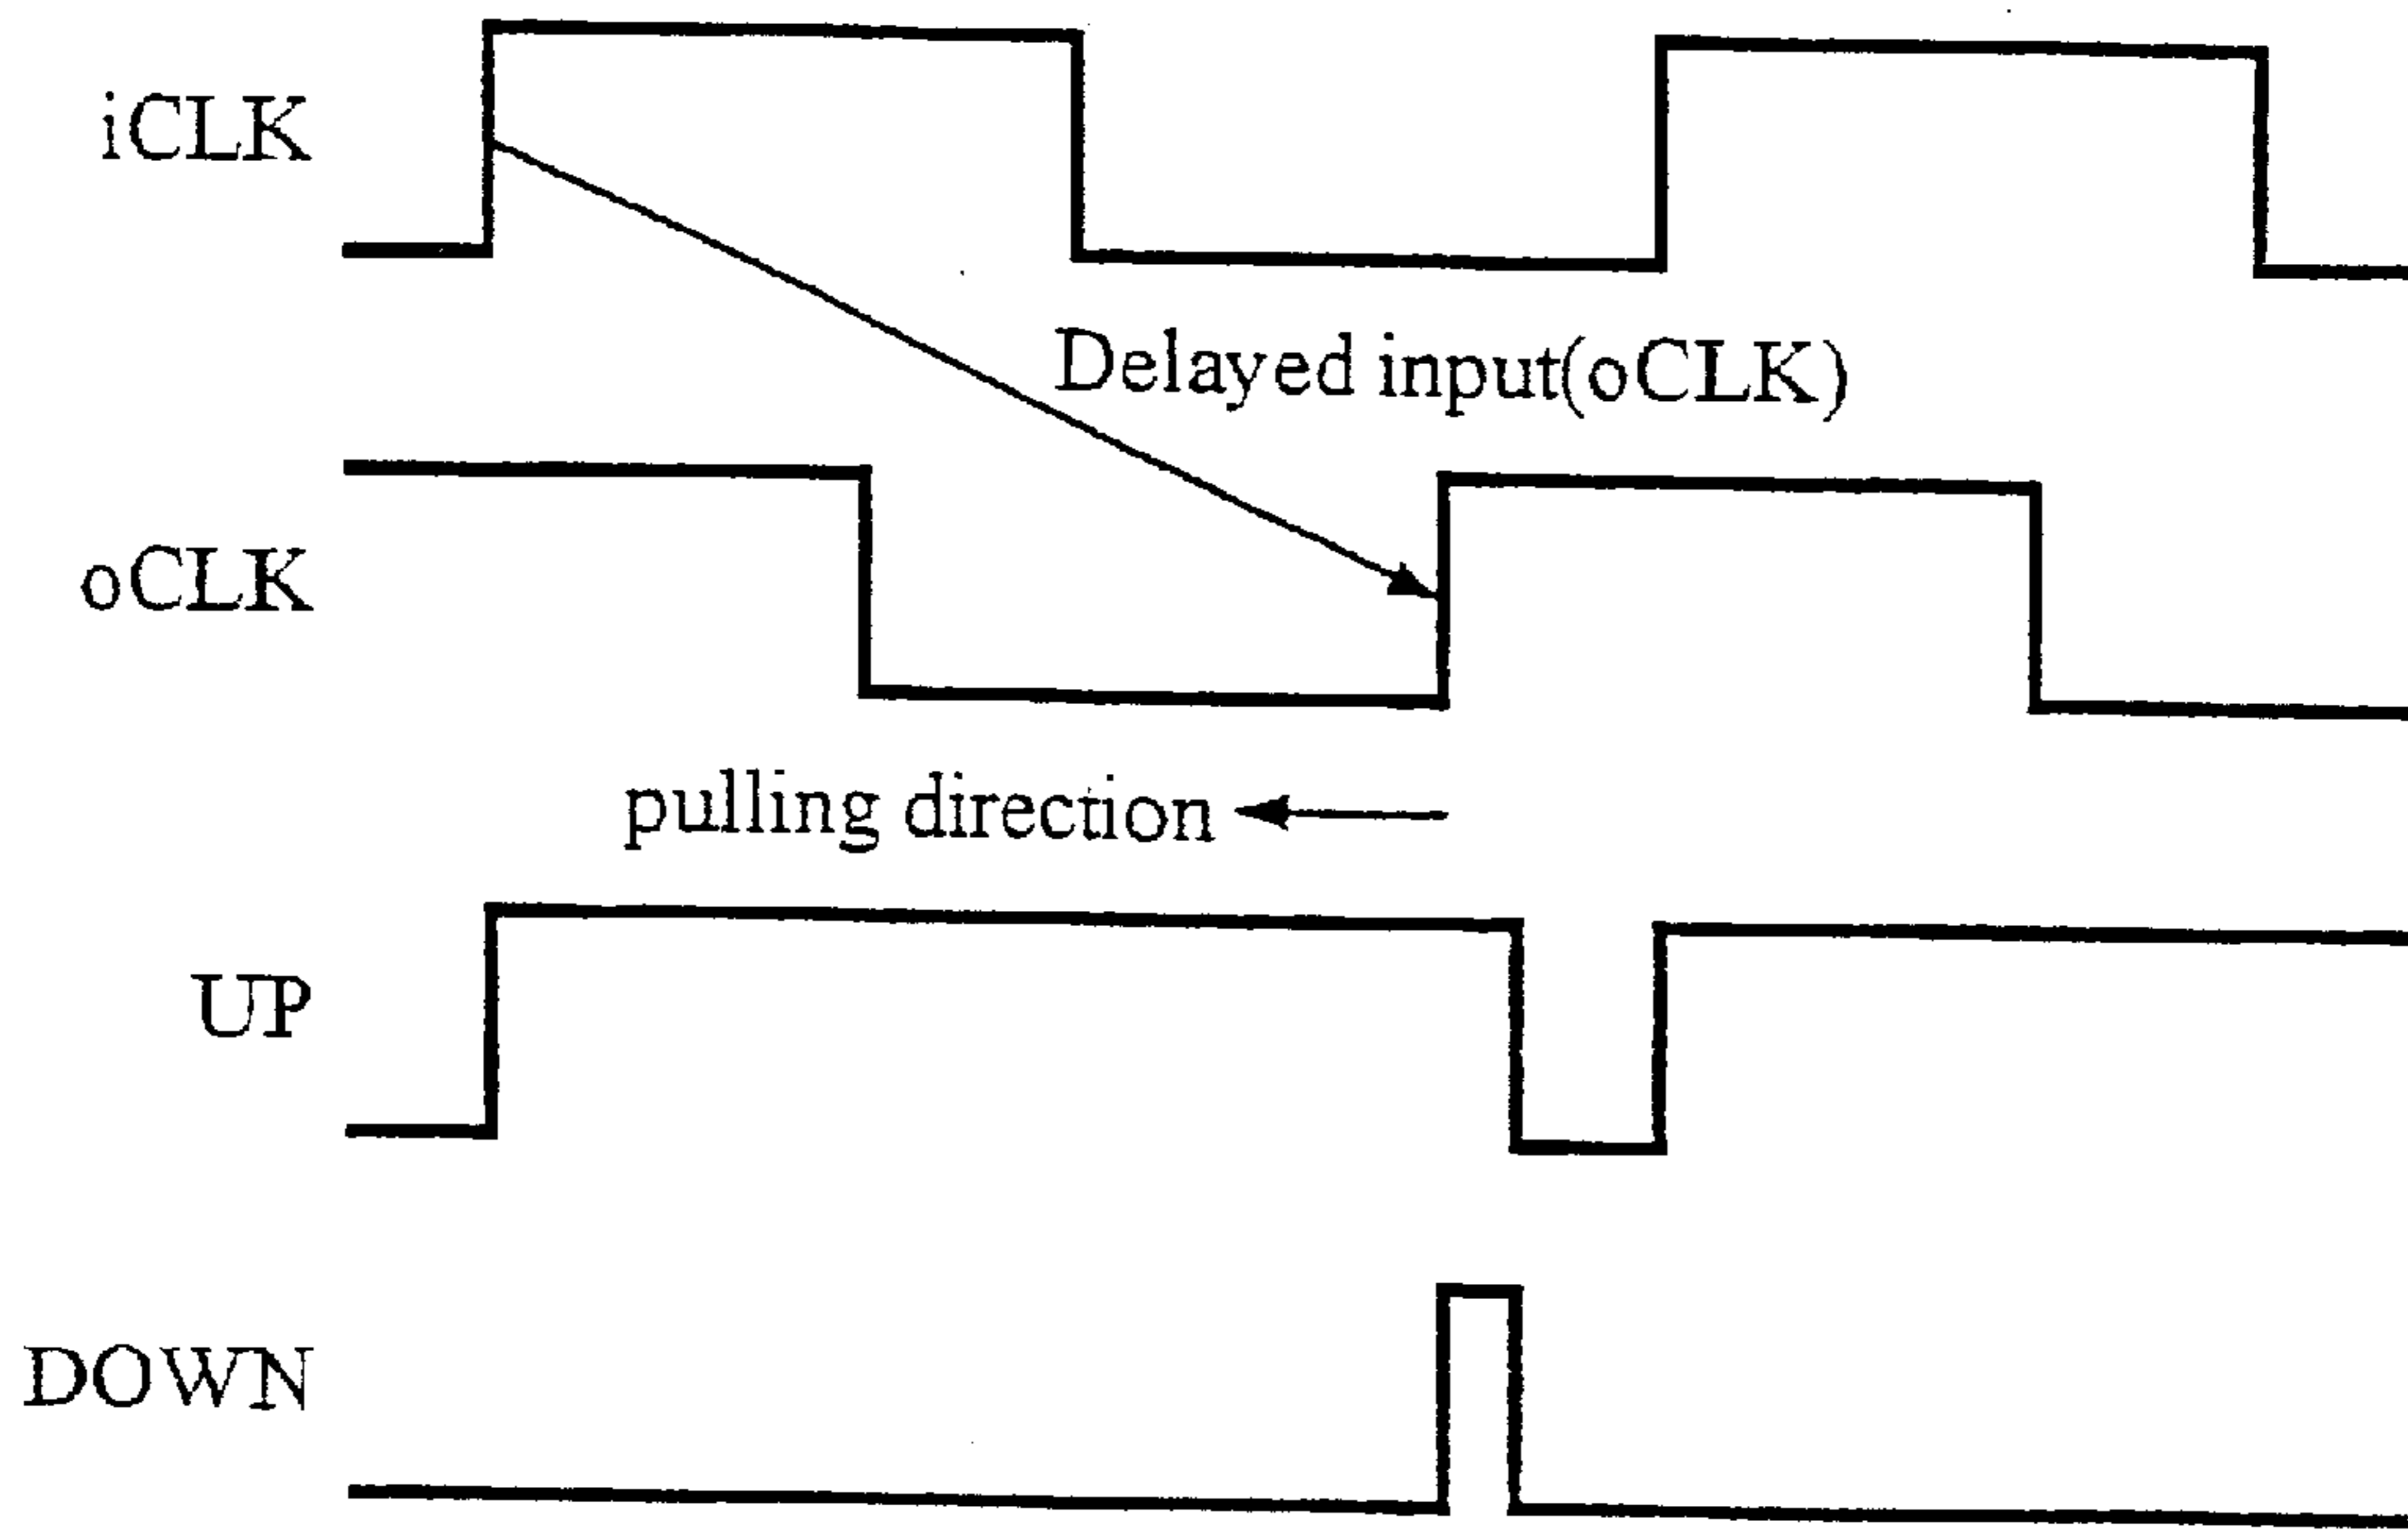 iCLK
Delayed input(oCLK)
oCLK
pulling direction
UP
DOWN